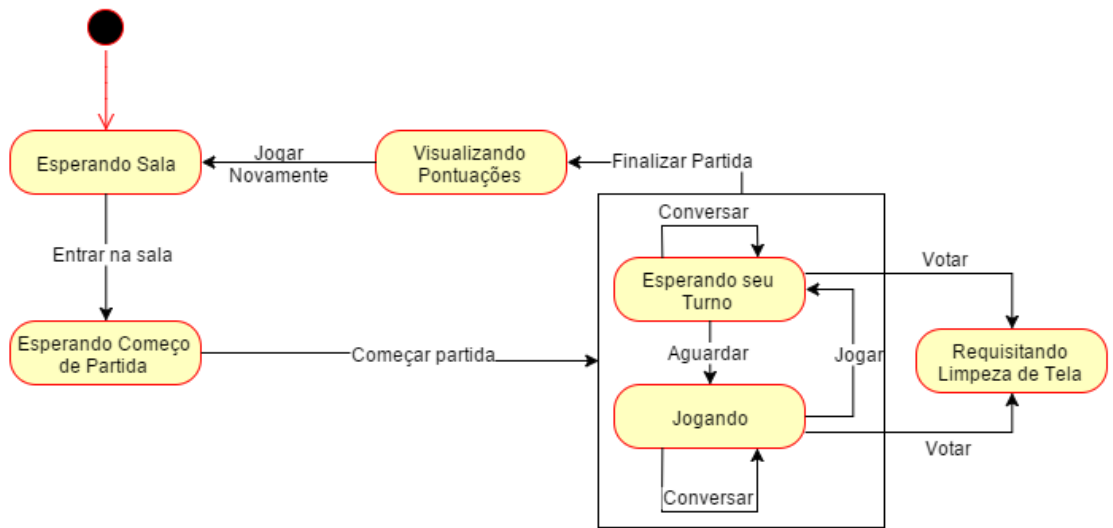 Esperando Sala
Jogar
Novamente
Visualizando
Pontuações
Finalizar Partida
Entrar na sala
Esperando Começo
de Partida
Começar partida
Conversar
Esperando seu
Turno
Aguardar
Jogar
Jogando
Conversar
Votar
Requisitando
Limpeza de Tela
Votar